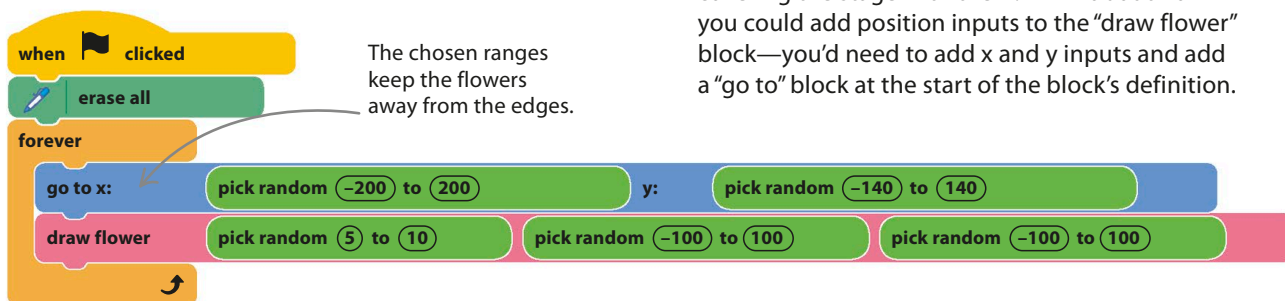 you could add position inputs to the “draw flower”
block—you’d need to add x and y inputs and add
a “go to” block at the start of the block’s definition.
The chosen ranges
keep the flowers
away from the edges.
when clicked
erase all
forever
go to x: pick random –200 to 200 y: pick random –140 to 140
draw flower pick random 5 to 10 pick random –100 to 100 pick random –100 to 100